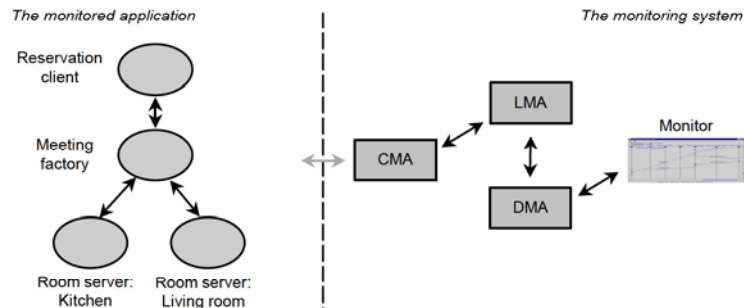 The monitored application
The monitoring system
Reservation
client
LMA
Monitor
Meeting
factory
CMA
DMA
Room server:
Kitchen
Room server:
Living room